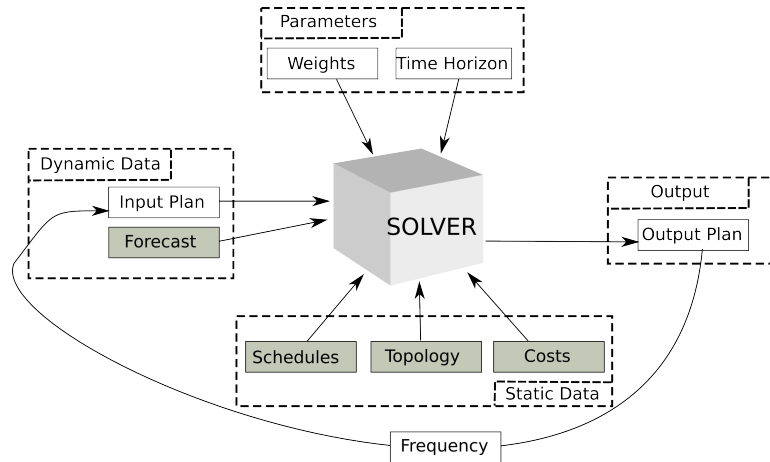 Parameters
Weights
Time Horizon
Dynamic Data
Input Plan
Forecast
SOLVER
Output
Output Plan
Schedules
Topology
Costs
Static Data
Frequency